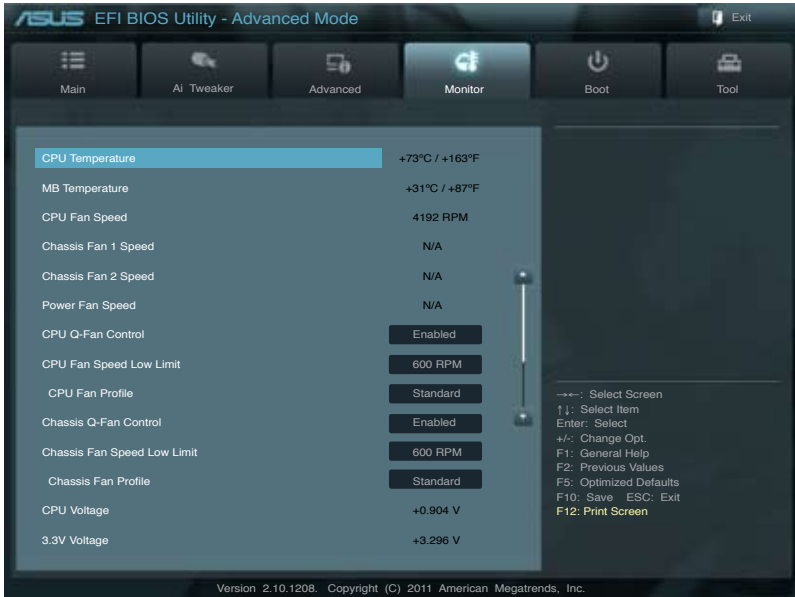 ASUS EFI BIOS Utility - Advanced Mode
Exit
Main
Ai Tweaker
Advanced
Monitor
Boot
Tool
CPU Temperature +73ºC / +163ºF
MB Temperature +31ºC / +87ºF
CPU Fan Speed 4192 RPM
Chassis Fan 1 Speed N/A
Chassis Fan 2 Speed N/A
Power Fan Speed N/A
CPU Q-Fan Control Enabled
CPU Fan Speed Low Limit 600 RPM
CPU Fan Profile Standard
Chassis Q-Fan Control Enabled
Chassis Fan Speed Low Limit 600 RPM
Chassis Fan Profile Standard
CPU Voltage +0.904 V
3.3V Voltage +3.296 V
→←: Select Screen
↑↓: Select Item
Enter: Select
+/-: Change Opt.
F1: General Help
F2: Previous Values
F5: Optimized Defaults
F10: Save ESC: Exit
F12: Print Screen
Version 2.10.1208. Copyright (C) 2011 American Megatrends, Inc.